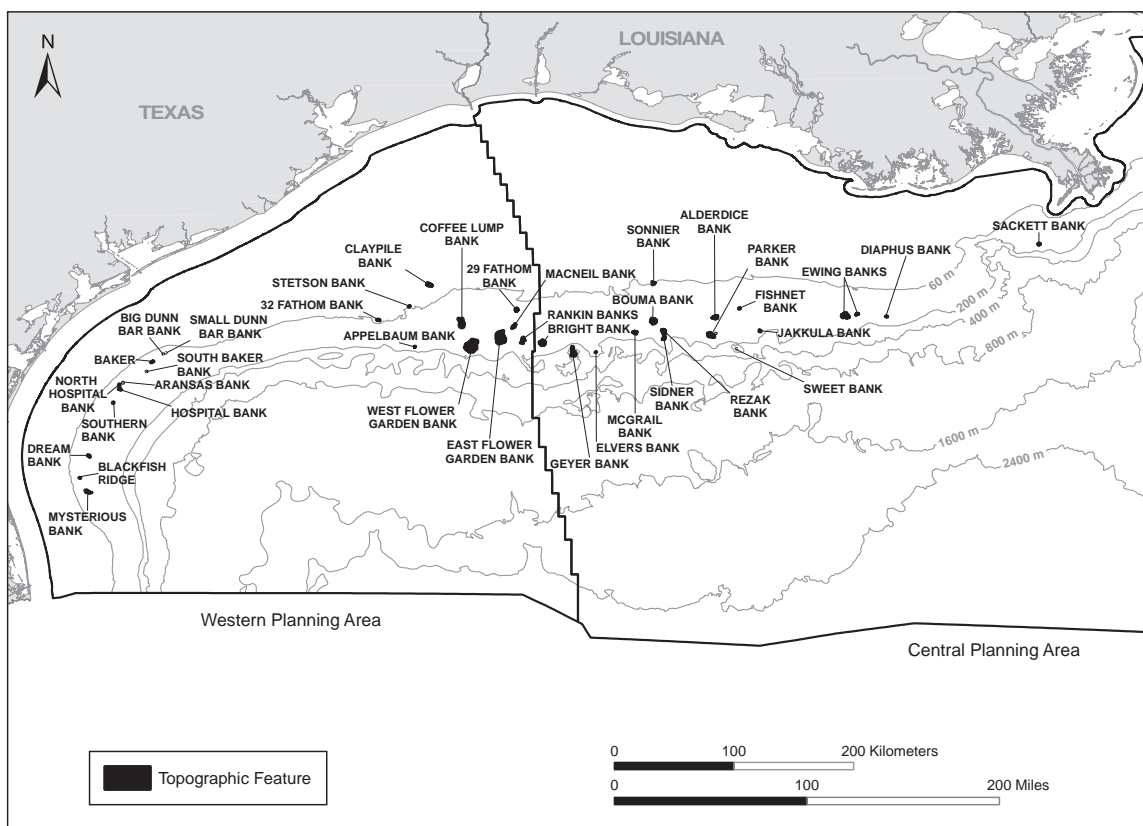 N
TEXAS
LOUISIANA
COFFEE LUMP
BANK
CLAYPILE
BANK
STETSON BANK
32 FATHOM BANK
29 FATHOM
BANK
MACNEIL BANK
SONNIER
BANK
ALDERDICE
BANK
PARKER
BANK
SACKETT BANK
DIAPHUS BANK
EWING BANKS
FISHNET
BANK
BOUMA BANK
RANKIN BANKS
BRIGHT BANK
APPELBAUM BANK
JAKKULA BANK
BIG DUNN
BAR BANK
SMALL DUNN
BAR BANK
BAKER
SOUTH BAKER
BANK
ARANSAS BANK
NORTH
HOSPITAL
BANK
HOSPITAL BANK
SOUTHERN
BANK
DREAM
BANK
BLACKFISH
RIDGE
MYSTERIOUS
BANK
WEST FLOWER
GARDEN BANK
EAST FLOWER
GARDEN BANK
GEYER BANK
ELVERS BANK
MCGRAIL
BANK
SIDNER
BANK
REZAK
BANK
SWEET BANK
60 m
200 m
400 m
800 m
1600 m
2400 m
Western Planning Area
Central Planning Area
Topographic Feature
0 100 200 Kilometers
0 100 200 Miles